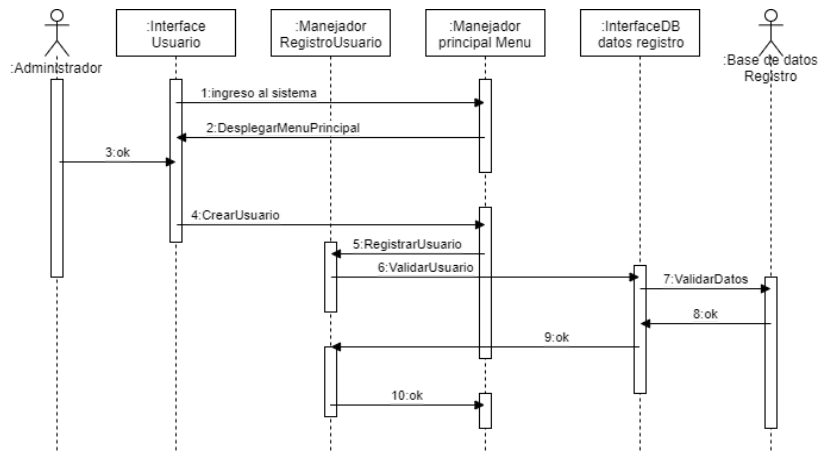 :Administrador
:Interface
Usuario
:Manejador
RegistroUsuario
:Manejador
principal Menu
:InterfaceDB
datos registro
:Base de datos
Registro
1:ingreso al sistema
2:DesplegarMenuPrincipal
3:ok
4:CrearUsuario
5:RegistrarUsuario
6:ValidarUsuario
7:ValidarDatos
8:ok
9:ok
10:ok